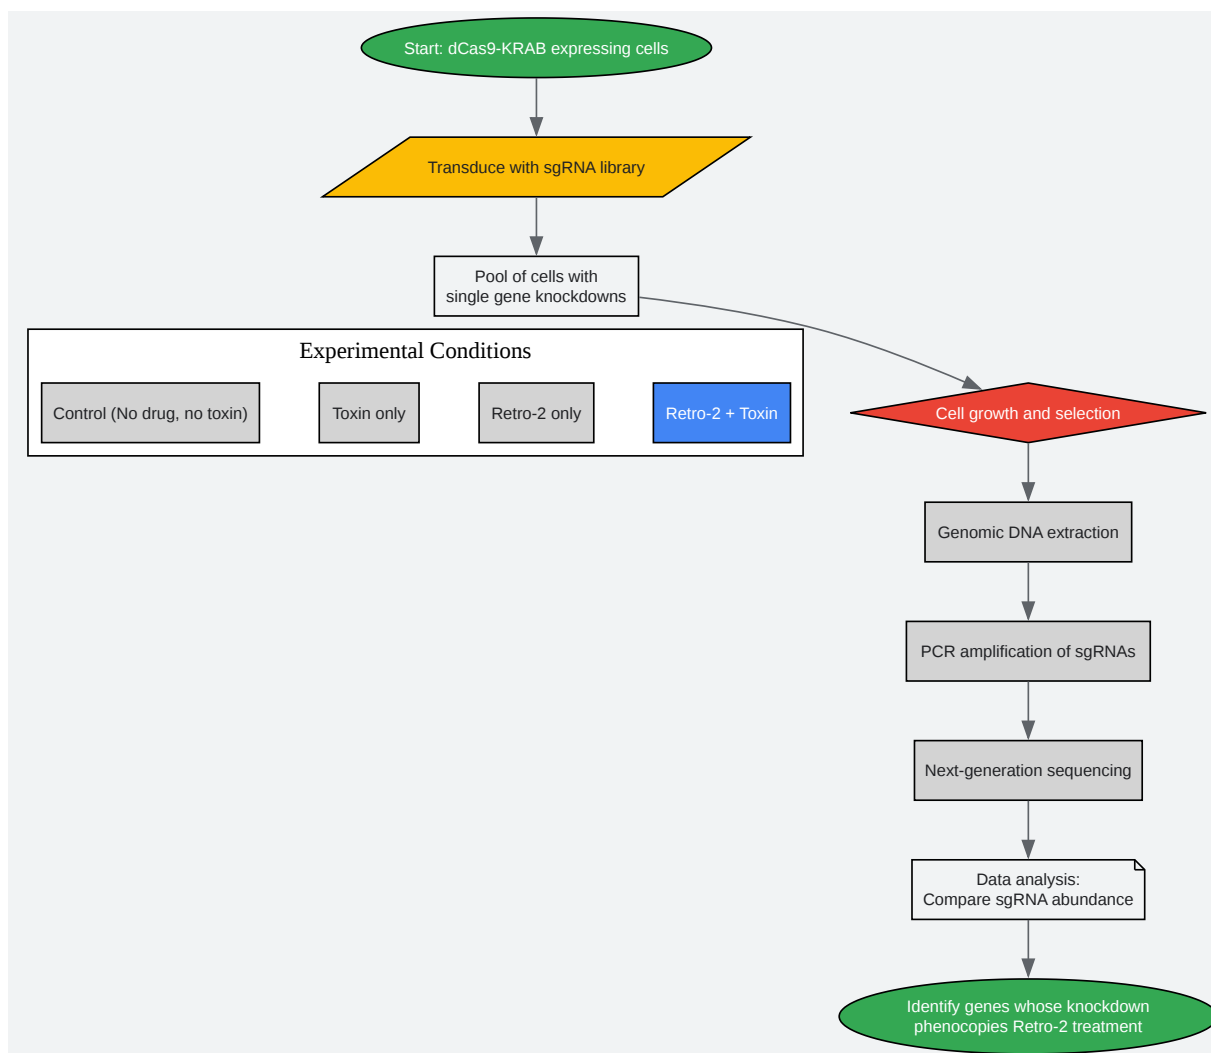 Start: dCas9-KRAB expressing cells
Transduce with sgRNA library
Pool of cells with
single gene knockdowns
Experimental Conditions
Control (No drug, no toxin)
Toxin only
Retro-2 only
Retro-2 + Toxin
Cell growth and selection
Genomic DNA extraction
PCR amplification of sgRNAs
Next-generation sequencing
Data analysis:
Compare sgRNA abundance
Identify genes whose knockdown
phenocopies Retro-2 treatment